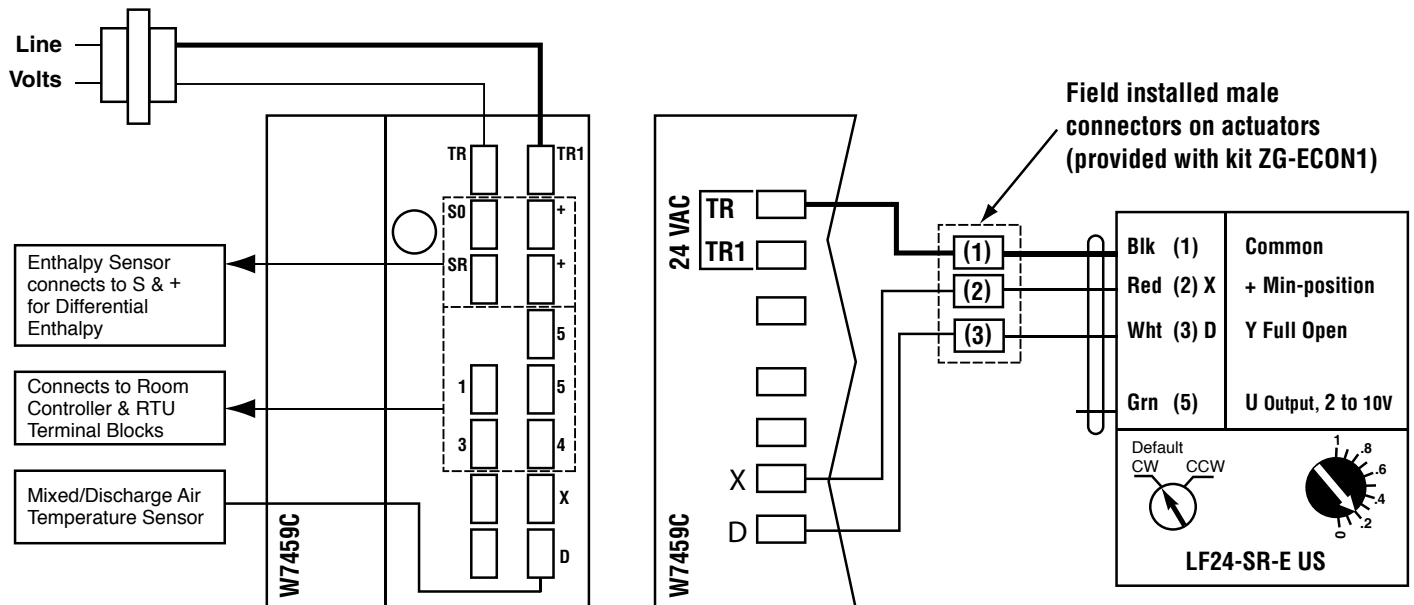 Line
Volts
TR
TR1
S0
+
SR
+
5
1
5
3
4
X
D
W7459C
Enthalpy Sensor
connects to S & +
for Differential
Enthalpy
Connects to Room
Controller & RTU
Terminal Blocks
Mixed/Discharge Air
Temperature Sensor
24 VAC
TR
TR1
X
D
W7459C
Field installed male
connectors on actuators
(provided with kit ZG-ECON1)
(1)
(2)
(3)
Blk (1) Common
Red (2) X + Min-position
Wht (3) D Y Full Open
Grn (5) U Output, 2 to 10V
Default
CW CCW
1
.8
.6
.4
.2
0
LF24-SR-E US